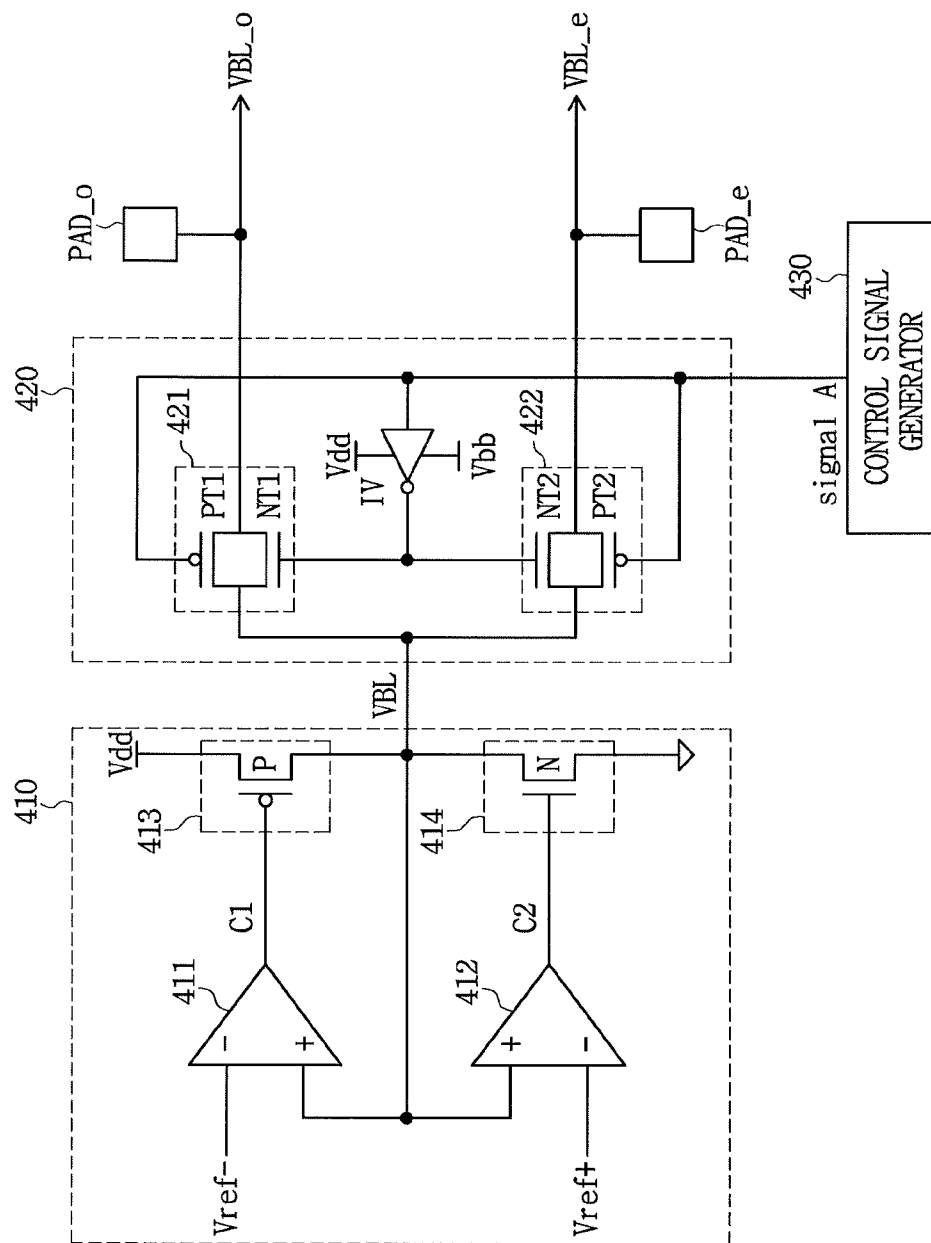 410
Vref-
411
-
+
C1
Vdd
413
P
VBL
Vref+
412
+
-
C2
414
N
420
421
PT1
NT1
Vdd
IV
Vbb
422
NT2
PT2
PAD_o
VBL_o
VBL_e
PAD_e
signal A
430
CONTROL SIGNAL
GENERATOR